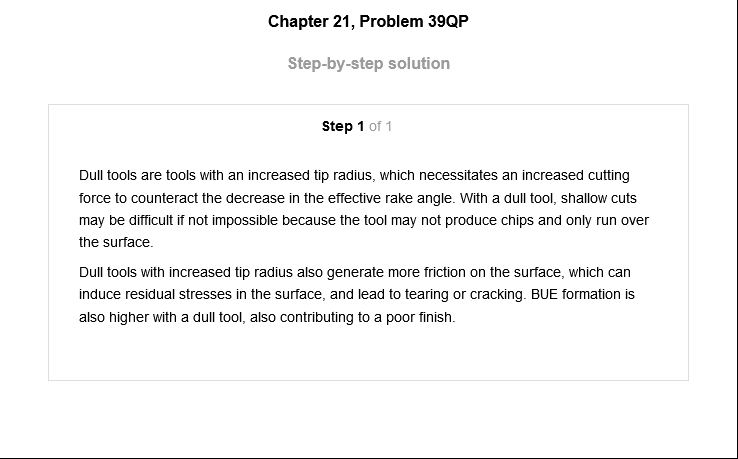 Chapter 21, Problem 39QP
Step-by-step solution
Step 1 of 1
Dull tools are tools with an increased tip radius, which necessitates an increased cutting
force to counteract the decrease in the effective rake angle. With a dull tool, shallow cuts
may be difficult if not impossible because the tool may not produce chips and only run over
the surface.
Dull tools with increased tip radius also generate more friction on the surface, which can
induce residual stresses in the surface, and lead to tearing or cracking. BUE formation is
also higher with a dull tool, also contributing to a poor finish.